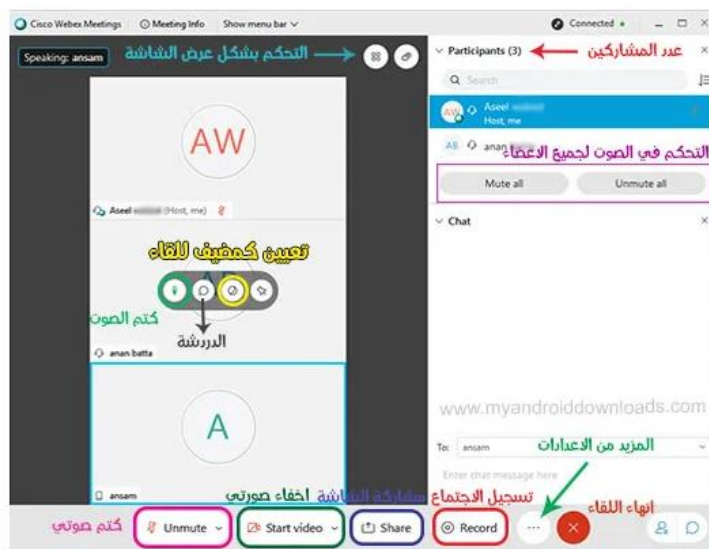 Cisco Webex Meetings
Meeting Info
Show menu bar
Connected
Speaking: ansam
التحكم بشكل عرض الشاشة
Participants (3)
عدد المشاركين
Search
AW
Aseel
Host, me
AB
anan
التحكم في الصوت لجميع الاعضاء
Mute all
Unmute all
AW
Aseel
(Host, me)
Chat
تعيين كمضيف للقاء
كتم الصوت
الدردشة
anan batta
A
ansam
www.myandroiddownloads.com
To: ansam
المزيد من الاعدادات
Enter chat message here
اخفاء صورتي
مشاركة الشاشة
تسجيل الاجتماع
انهاء اللقاء
كتم صوتي
Unmute
Start video
Share
Record